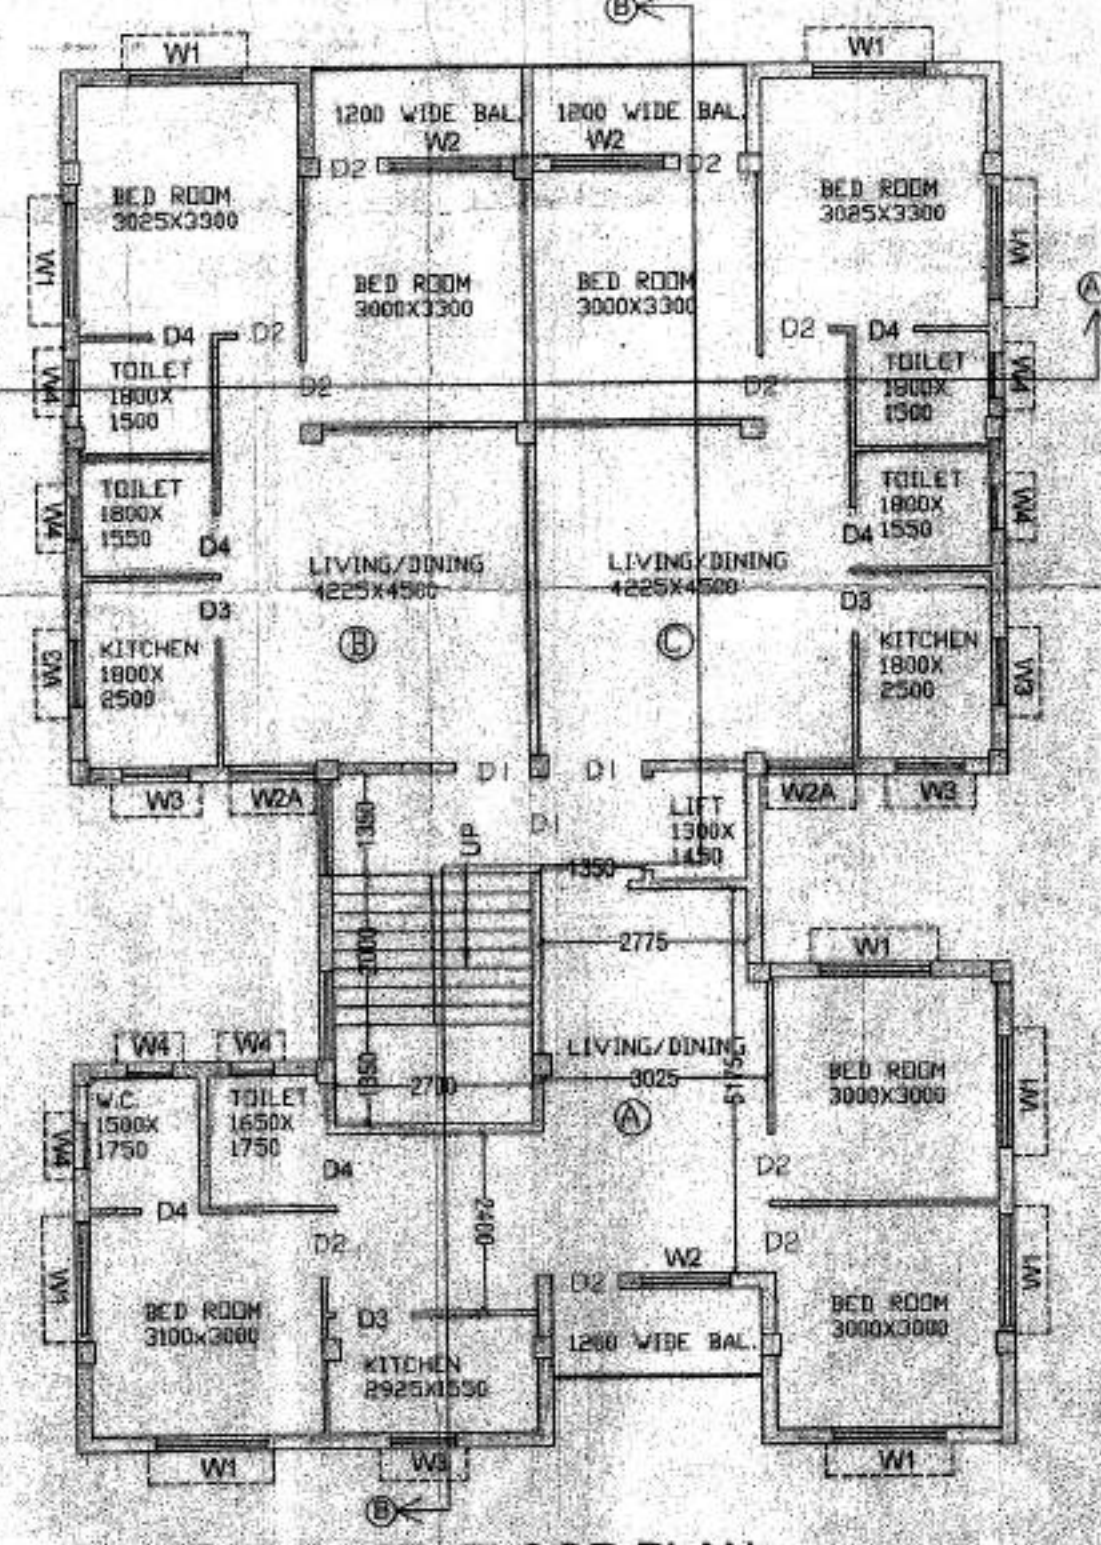 B
W1
W1
1200 WIDE BAL.
1200 WIDE BAL.
W2
W2
D2
D2
BED ROOM
3025X3300
BED ROOM
3025X3300
W1
W1
BED ROOM
3000X3300
BED ROOM
3000X3300
A
D4
D2
D2
D4
TOILET
1800X
1500
TOILET
1800X
1500
W4
W4
D2
D2
TOILET
1800X
1550
TOILET
1800X
1550
W4
W4
D4
D4
LIVING/DINING
4225X4500
LIVING/DINING
4225X4500
D3
D3
B
C
KITCHEN
1800X
2500
KITCHEN
1800X
2500
W3
W3
D1
D1
W3
W2A
W2A
W3
1350
UP
D1
LIFT
1300X
1450
1350
2000
2775
W1
W4
W4
LIVING/DINING
3025
1350
2700
5175
BED ROOM
3000X3000
W1
W.C.
1500X
1750
TOILET
1650X
1750
A
W4
D4
D2
D4
2400
D2
D2
W1
W2
D2
W1
BED ROOM
3100X3000
D3
1200 WIDE BAL.
BED ROOM
3000X3000
KITCHEN
2925X1550
W1
W3
W1
B